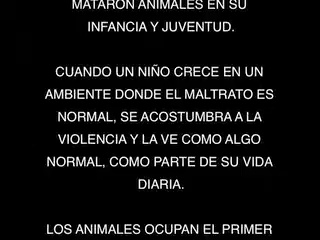 MATARON ANIMALES EN SU
INFANCIA Y JUVENTUD.
CUANDO UN NIÑO CRECE EN UN
AMBIENTE DONDE EL MALTRATO ES
NORMAL, SE ACOSTUMBRA A LA
VIOLENCIA Y LA VE COMO ALGO
NORMAL, COMO PARTE DE SU VIDA
DIARIA.
LOS ANIMALES OCUPAN EL PRIMER